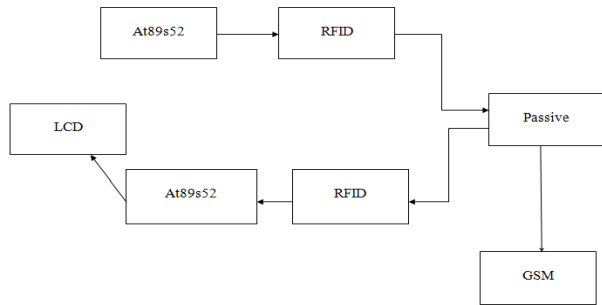 At89s52
RFID
Passive
LCD
At89s52
RFID
GSM